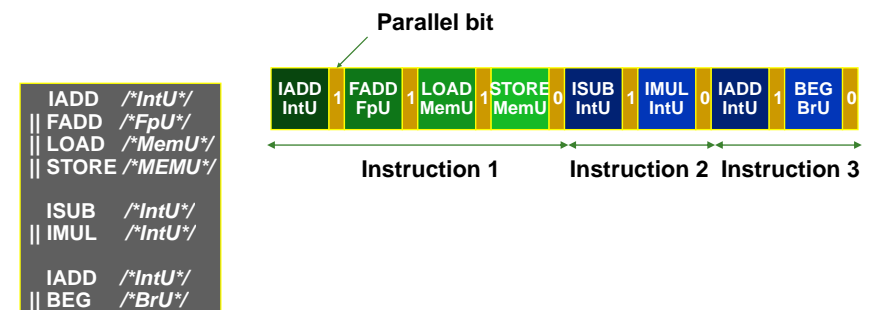 Parallel bit
IADD IntU 1 FADD FpU 1 LOAD MemU 1 STORE MemU 0 ISUB IntU 1 IMUL IntU 0 IADD IntU 1 BEG BrU 0
Instruction 1 Instruction 2 Instruction 3
IADD /*IntU*/
|| FADD /*FpU*/
|| LOAD /*MemU*/
|| STORE /*MEMU*/
ISUB /*IntU*/
|| IMUL /*IntU*/
IADD /*IntU*/
|| BEG /*BrU*/